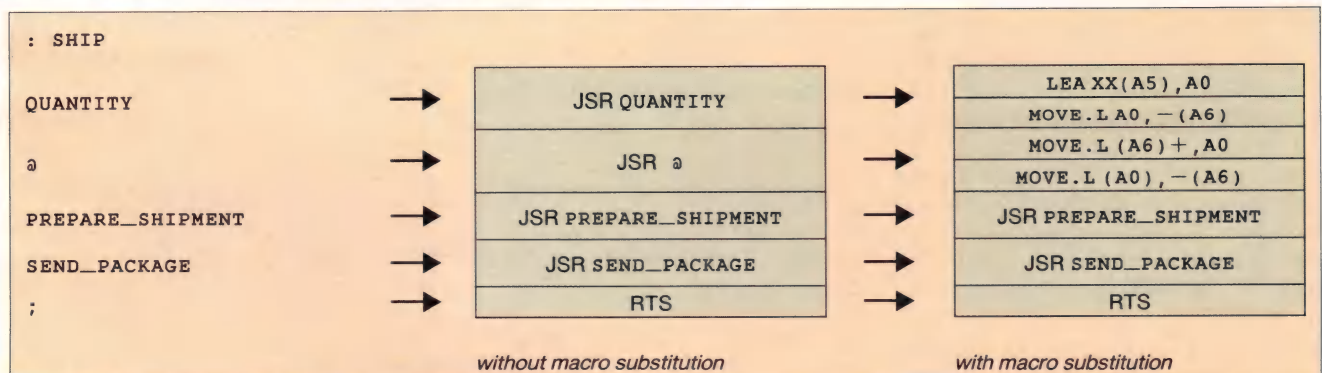 : SHIP
QUANTITY
JSR QUANTITY
LEA XX(A5),A0
MOVE.L A0,−(A6)
@
JSR @
MOVE.L (A6)+,A0
MOVE.L (A0),−(A6)
PREPARE_SHIPMENT
JSR PREPARE_SHIPMENT
JSR PREPARE_SHIPMENT
SEND_PACKAGE
JSR SEND_PACKAGE
JSR SEND_PACKAGE
;
RTS
RTS
without macro substitution
with macro substitution